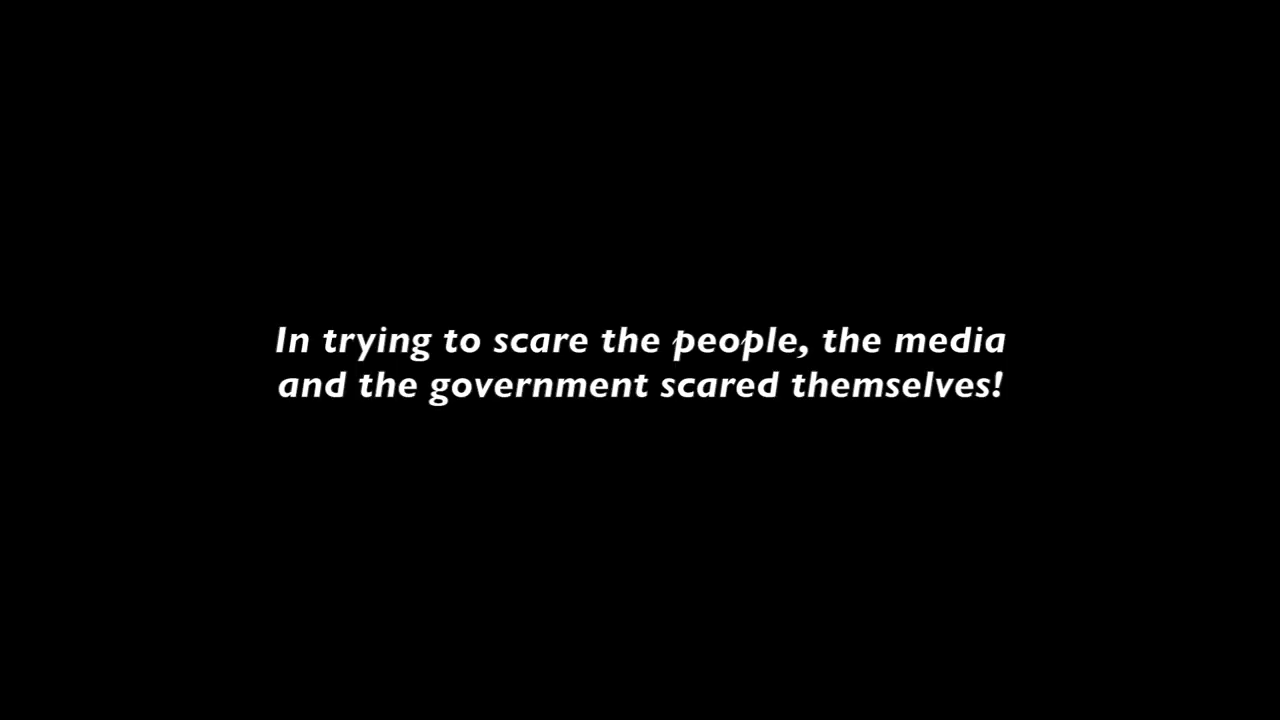 In trying to scare the people, the media
and the government scared themselves!